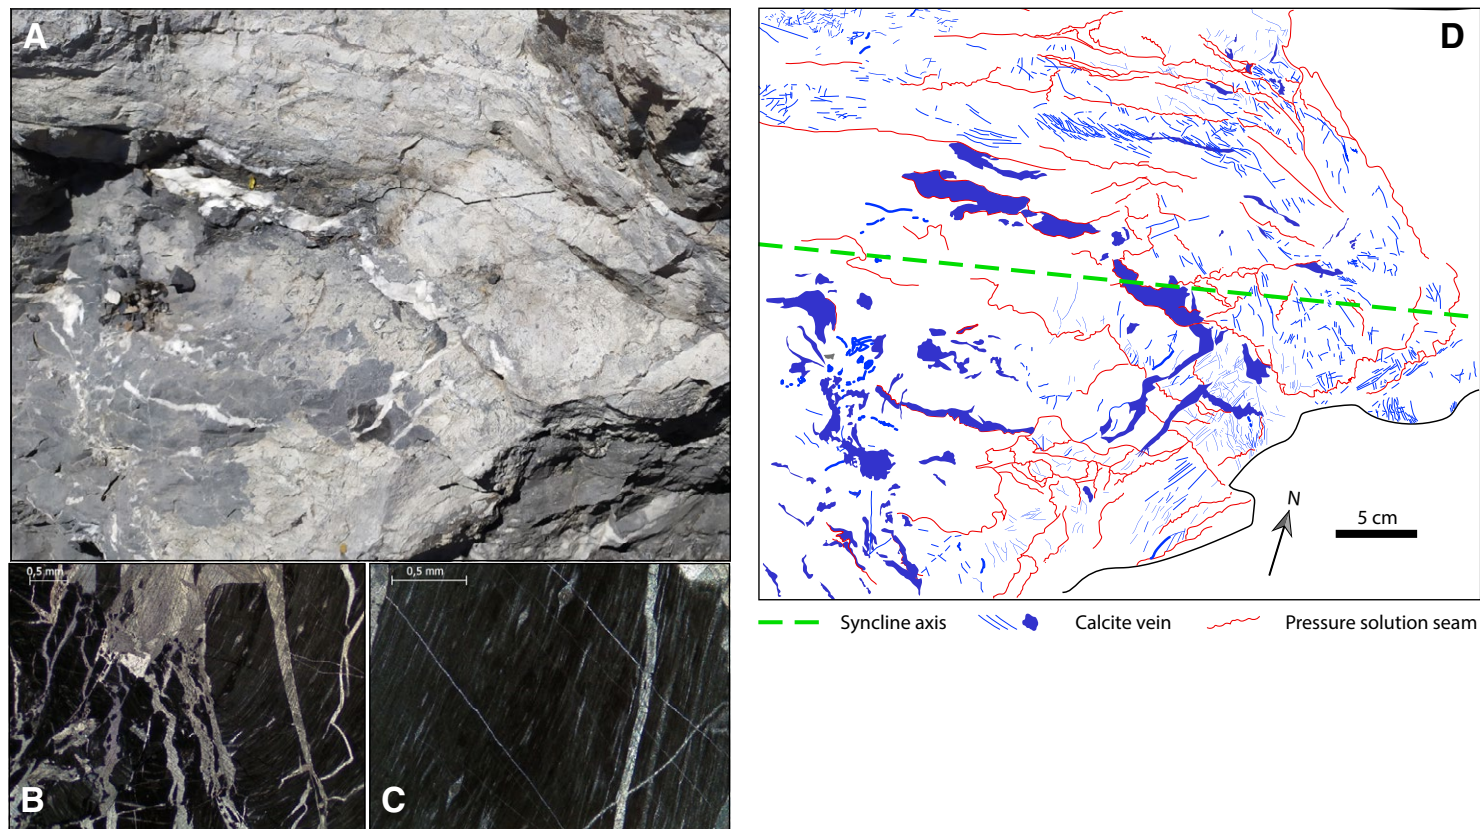 A
D
N
5 cm
0,5 mm
0,5 mm
B
C
Syncline axis
Calcite vein
Pressure solution seam